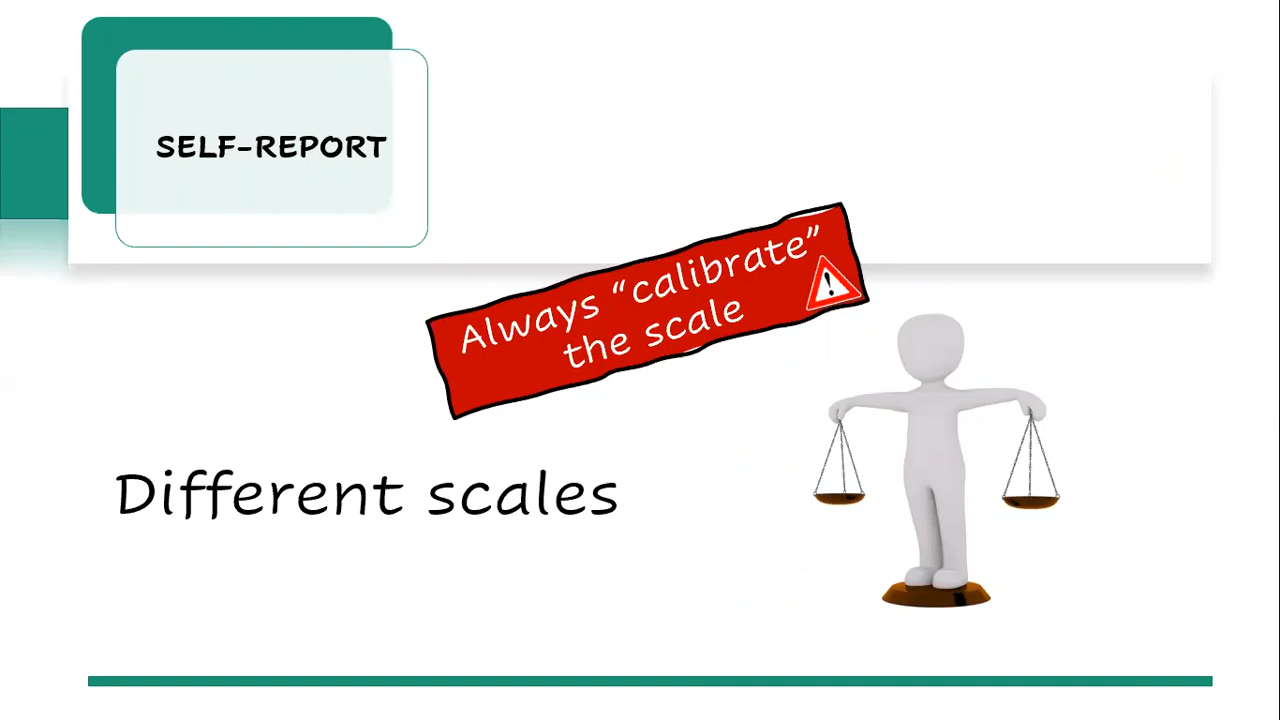 SELF-REPORT
Always “calibrate”
the scale
Different scales